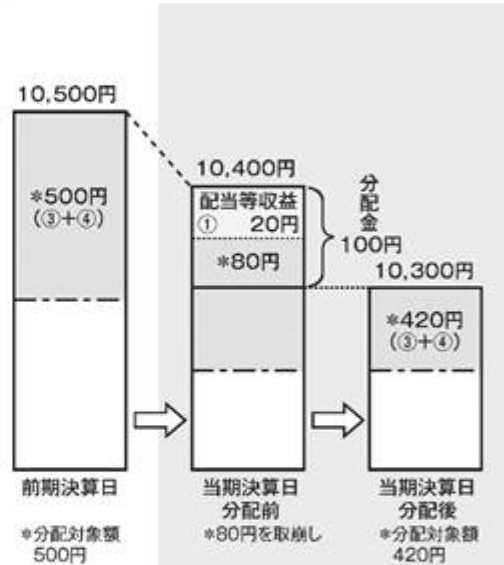 10,500円
*500円
(③+④)
前期決算日
*分配対象額
500円
10,400円
配当等収益
① 20円
*80円
分配金
100円
当期決算日
分配前
*80円を取崩し
10,300円
*420円
(③+④)
当期決算日
分配後
*分配対象額
420円